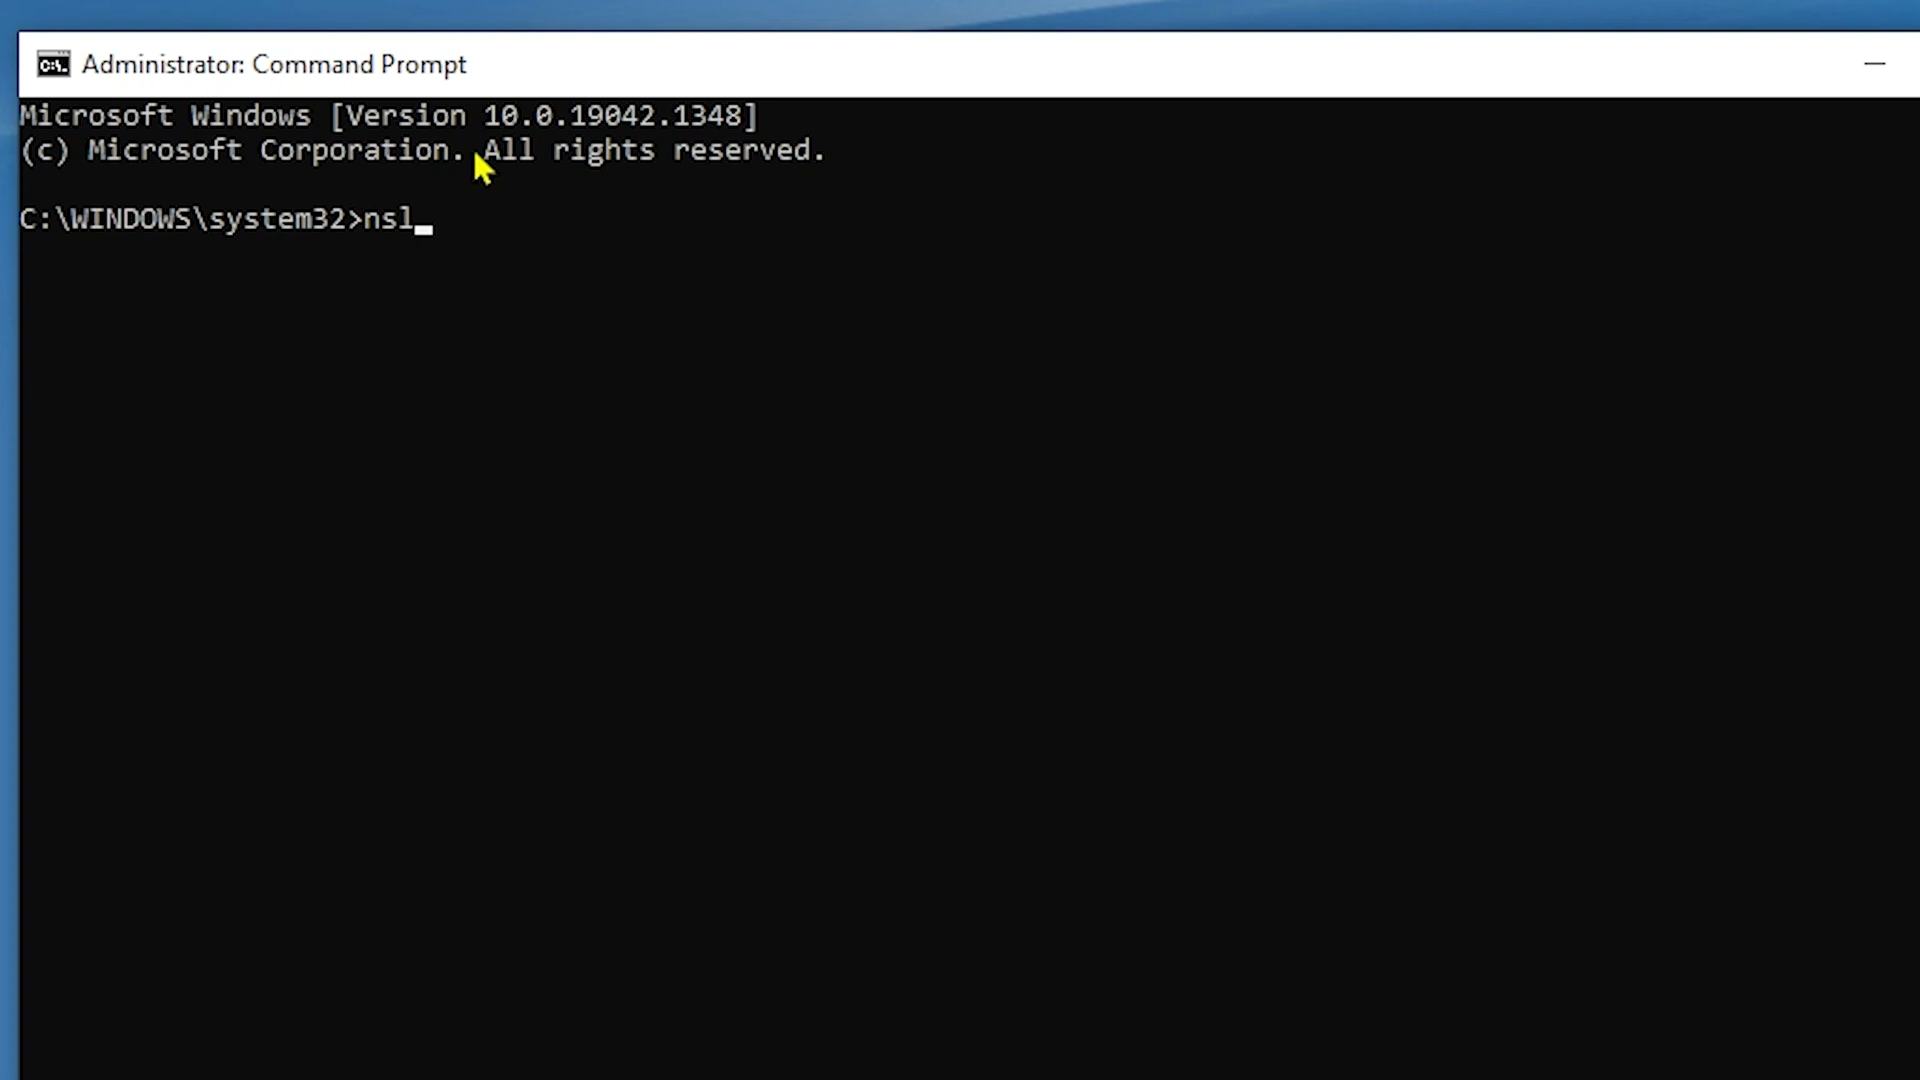 Administrator: Command Prompt
Microsoft Windows [Version 10.0.19042.1348]
(c) Microsoft Corporation. All rights reserved.
C:\WINDOWS\system32>nsl